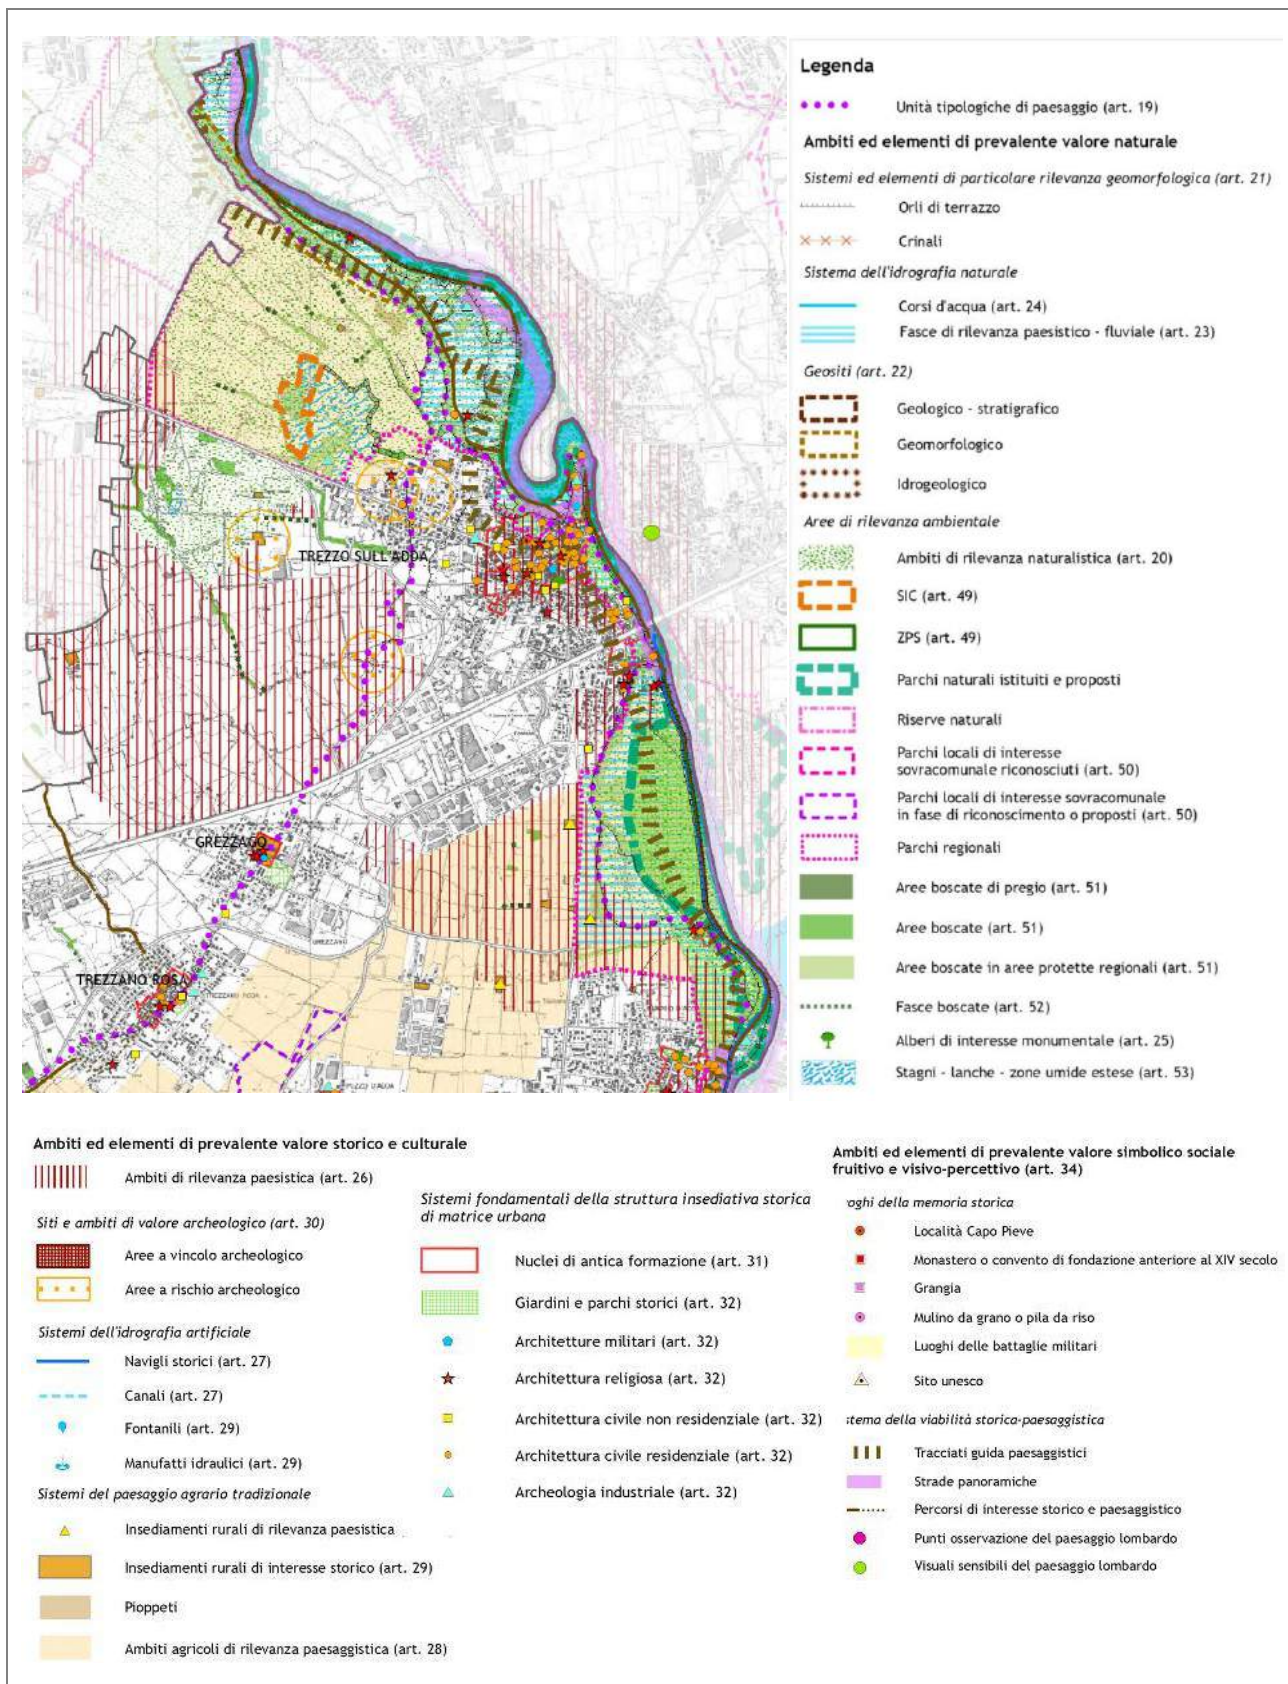 TREZZO SULL'ADDA
GREZZAGO
TREZZANO ROSA
Legenda
Unità tipologiche di paesaggio (art. 19)
Ambiti ed elementi di prevalente valore naturale
Sistemi ed elementi di particolare rilevanza geomorfologica (art. 21)
Orli di terrazzo
Crinali
Sistema dell'idrografia naturale
Corsi d'acqua (art. 24)
Fasce di rilevanza paesistico - fluviale (art. 23)
Geositi (art. 22)
Geologico - stratigrafico
Geomorfologico
Idrogeologico
Aree di rilevanza ambientale
Ambiti di rilevanza naturalistica (art. 20)
SIC (art. 49)
ZPS (art. 49)
Parchi naturali istituiti e proposti
Riserve naturali
Parchi locali di interesse
sovracomunale riconosciuti (art. 50)
Parchi locali di interesse sovracomunale
in fase di riconoscimento o proposti (art. 50)
Parchi regionali
Aree boscate di pregio (art. 51)
Aree boscate (art. 51)
Aree boscate in aree protette regionali (art. 51)
Fasce boscate (art. 52)
Alberi di interesse monumentale (art. 25)
Stagni - lanche - zone umide estese (art. 53)
Ambiti ed elementi di prevalente valore storico e culturale
Ambiti di rilevanza paesistica (art. 26)
Siti e ambiti di valore archeologico (art. 30)
Aree a vincolo archeologico
Aree a rischio archeologico
Sistemi dell'idrografia artificiale
Navigli storici (art. 27)
Canali (art. 27)
Fontanili (art. 29)
Manufatti idraulici (art. 29)
Sistemi del paesaggio agrario tradizionale
Insediamenti rurali di rilevanza paesistica
Insediamenti rurali di interesse storico (art. 29)
Pioppeti
Ambiti agricoli di rilevanza paesaggistica (art. 28)
Sistemi fondamentali della struttura insediativa storica
di matrice urbana
Nuclei di antica formazione (art. 31)
Giardini e parchi storici (art. 32)
Architetture militari (art. 32)
Architettura religiosa (art. 32)
Architettura civile non residenziale (art. 32)
Architettura civile residenziale (art. 32)
Archeologia industriale (art. 32)
Ambiti ed elementi di prevalente valore simbolico sociale
fruitivo e visivo-percettivo (art. 34)
oghi della memoria storica
Località Capo Pieve
Monastero o convento di fondazione anteriore al XIV secolo
Grangia
Mulino da grano o pila da riso
Luoghi delle battaglie militari
Sito unesco
stema della viabilità storica-paesaggistica
Tracciati guida paesaggistici
Strade panoramiche
Percorsi di interesse storico e paesaggistico
Punti osservazione del paesaggio lombardo
Visuali sensibili del paesaggio lombardo